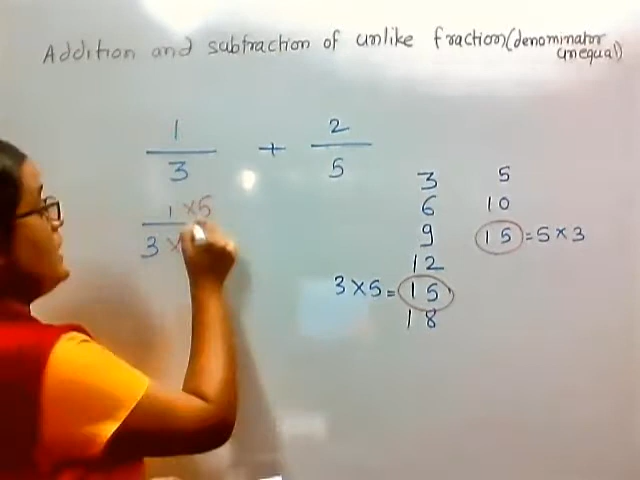 Addition and subtraction of unlike fraction(denominator
unequal)
1/3 + 2/5
1 ×5
3 ×
3
6
9
12
3 × 5 = 15
18
5
10
15 = 5 × 3